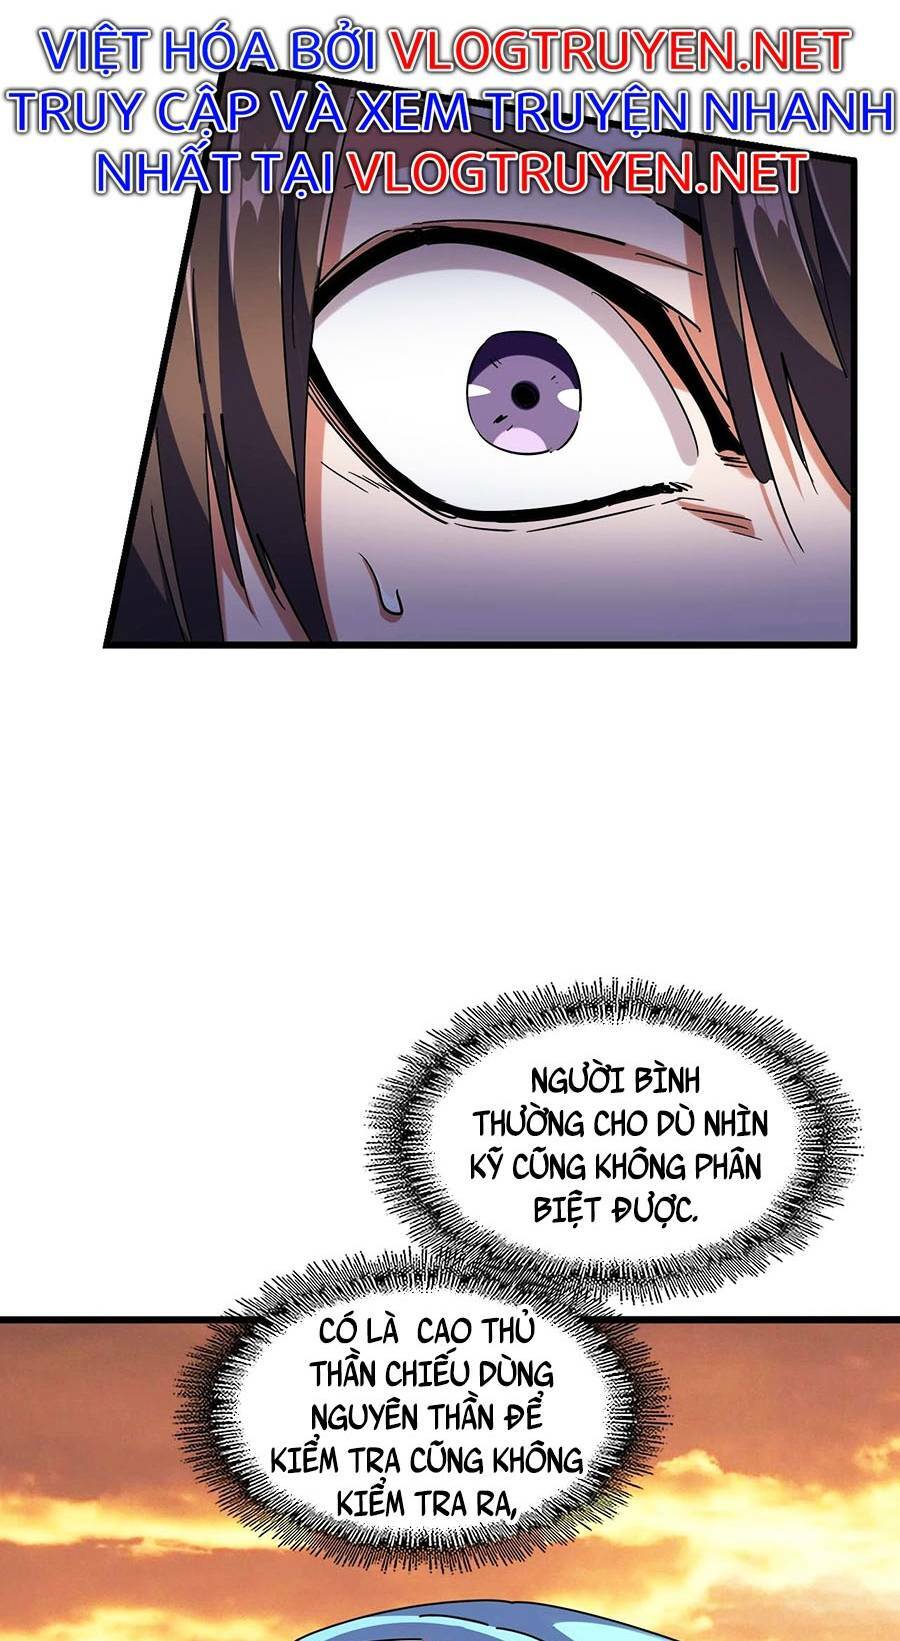 VIỆT HÓA BỞI VLOGTRUYEN.NET
TRUY CẬP VÀ XEM TRUYỆN NHANH
NHẤT TẠI VLOGTRUYEN.NET
NGƯỜI BÌNH
THƯỜNG CHO DÙ NHÌN
KỸ CŨNG KHÔNG PHÂN
BIỆT ĐƯỢC.
CÓ LÀ CAO THỦ
THẦN CHIẾU DÙNG
NGUYÊN THẦN ĐỂ
KIỂM TRA CŨNG KHÔNG
KIỂM TRA RA,